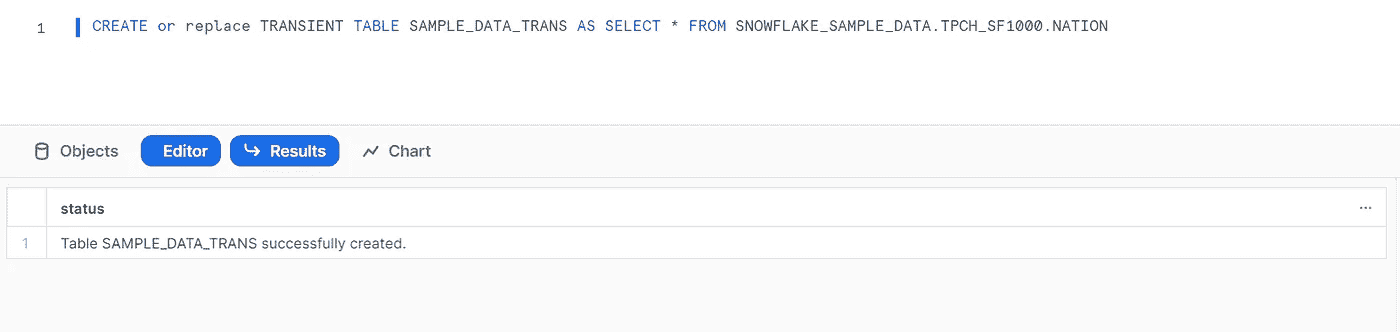 1 CREATE or replace TRANSIENT TABLE SAMPLE_DATA_TRANS AS SELECT * FROM SNOWFLAKE_SAMPLE_DATA.TPCH_SF1000.NATION
Objects Editor Results Chart
status ...
1 Table SAMPLE_DATA_TRANS successfully created.